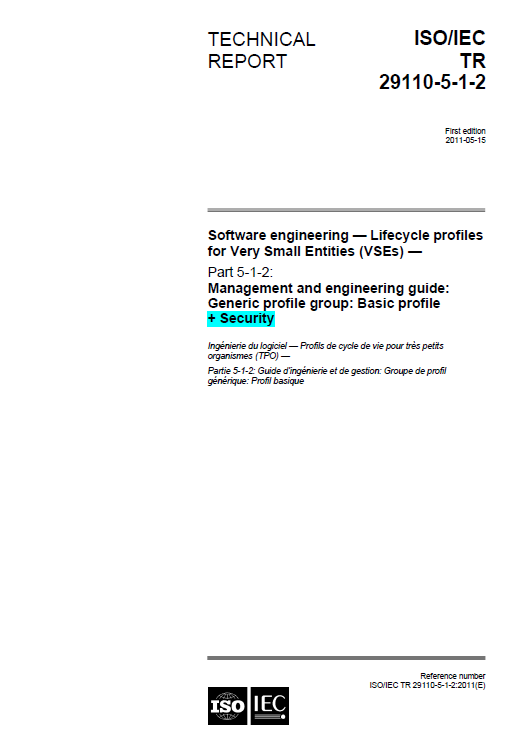 TECHNICAL
REPORT
ISO/IEC
TR
29110-5-1-2
First edition
2011-05-15
Software engineering — Lifecycle profiles
for Very Small Entities (VSEs) —
Part 5-1-2:
Management and engineering guide:
Generic profile group: Basic profile
+ Security
Ingénierie du logiciel — Profils de cycle de vie pour très petits
organismes (TPO) —
Partie 5-1-2: Guide d'ingénierie et de gestion: Groupe de profil
générique: Profil basique
Reference number
ISO/IEC TR 29110-5-1-2:2011(E)
ISO IEC